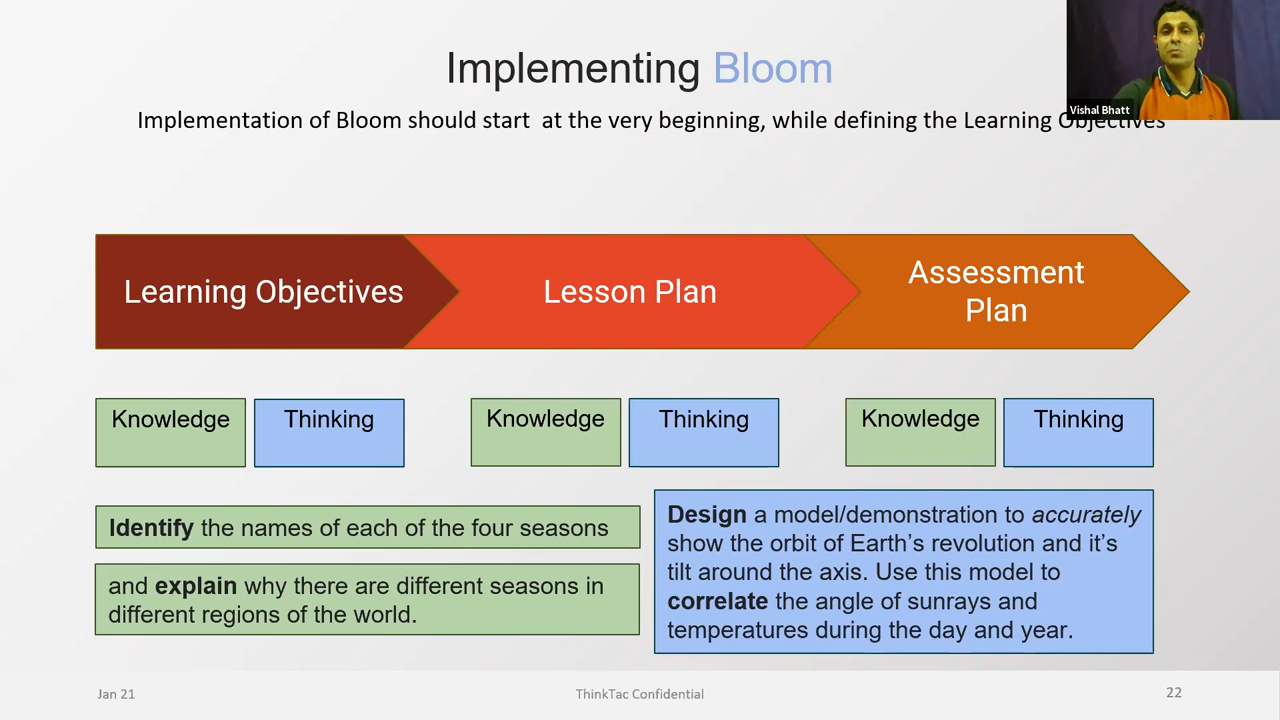 Implementing Bloom
Vishal Bhatt
Implementation of Bloom should start at the very beginning, while defining the Learning Objectives
Learning Objectives
Lesson Plan
Assessment
Plan
Knowledge
Thinking
Knowledge
Thinking
Knowledge
Thinking
Identify the names of each of the four seasons
and explain why there are different seasons in
different regions of the world.
Design a model/demonstration to accurately
show the orbit of Earth's revolution and it's
tilt around the axis. Use this model to
correlate the angle of sunrays and
temperatures during the day and year.
Jan 21
ThinkTac Confidential
22